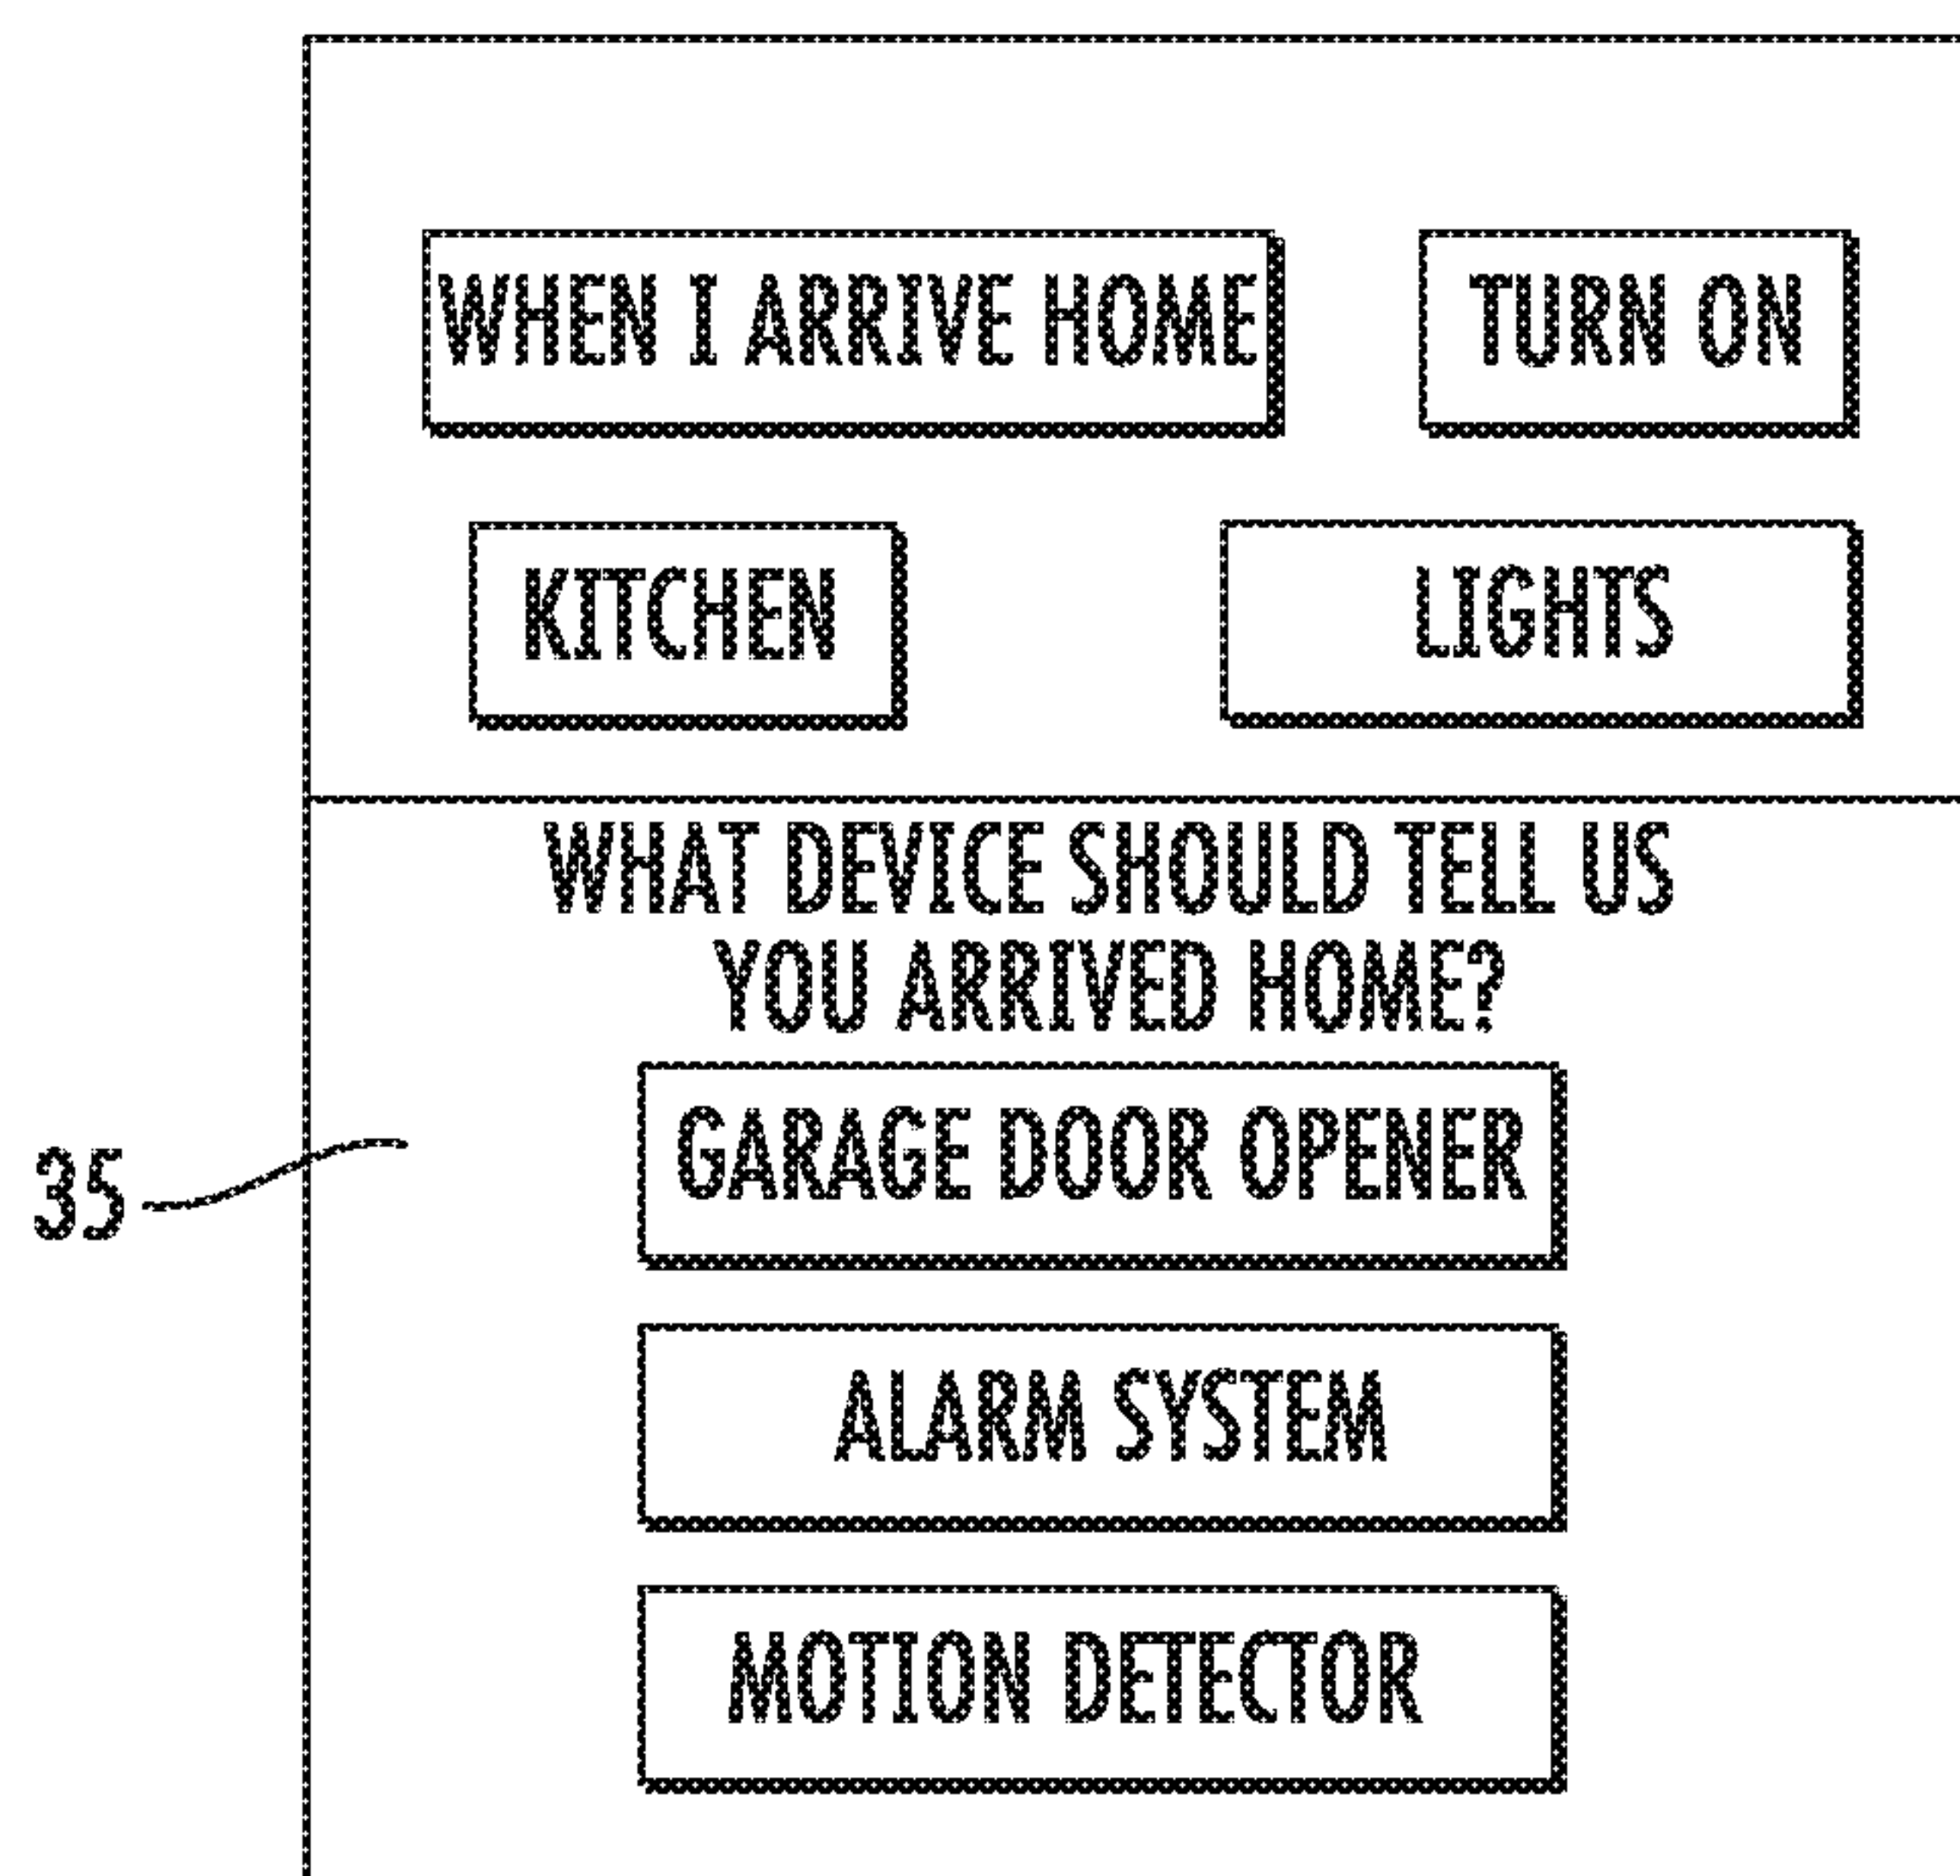 WHEN I ARRIVE HOME TURN ON
KITCHEN LIGHTS
WHAT DEVICE SHOULD TELL US
YOU ARRIVED HOME?
GARAGE DOOR OPENER
35
ALARM SYSTEM
MOTION DETECTOR